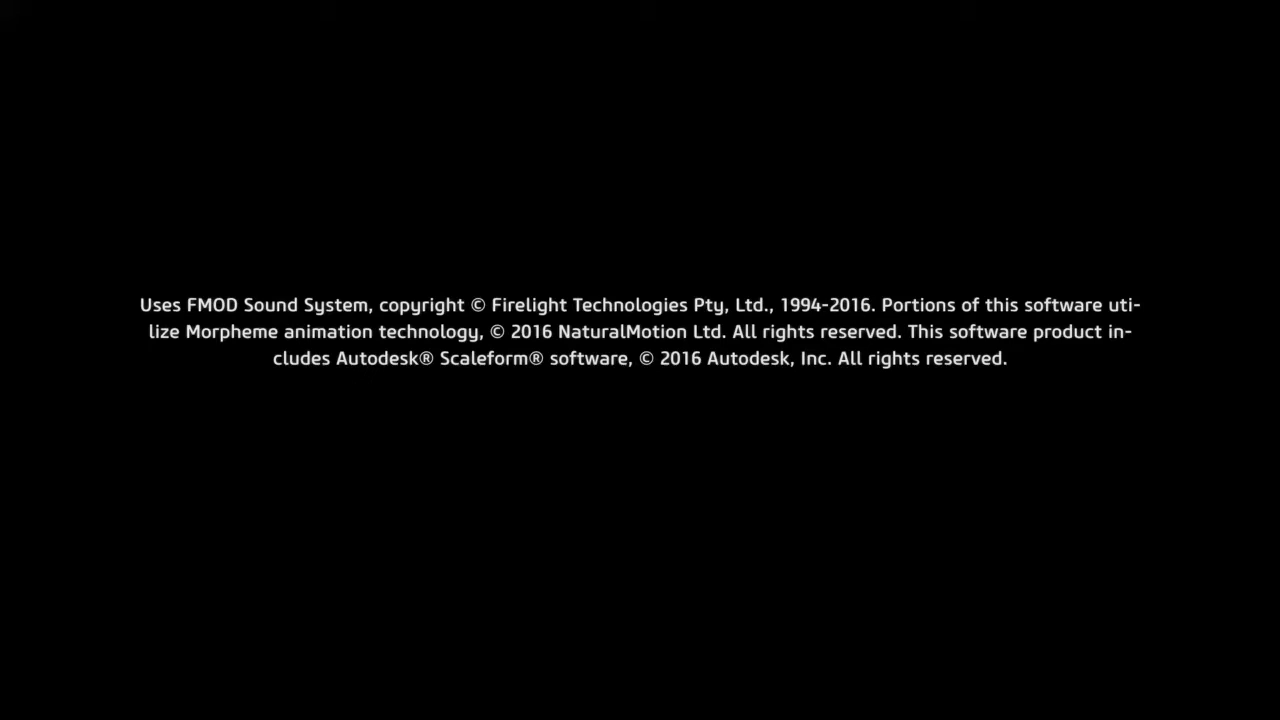 Uses FMOD Sound System, copyright © Firelight Technologies Pty, Ltd., 1994-2016. Portions of this software uti-
lize Morpheme animation technology, © 2016 NaturalMotion Ltd. All rights reserved. This software product in-
cludes Autodesk® Scaleform® software, © 2016 Autodesk, Inc. All rights reserved.